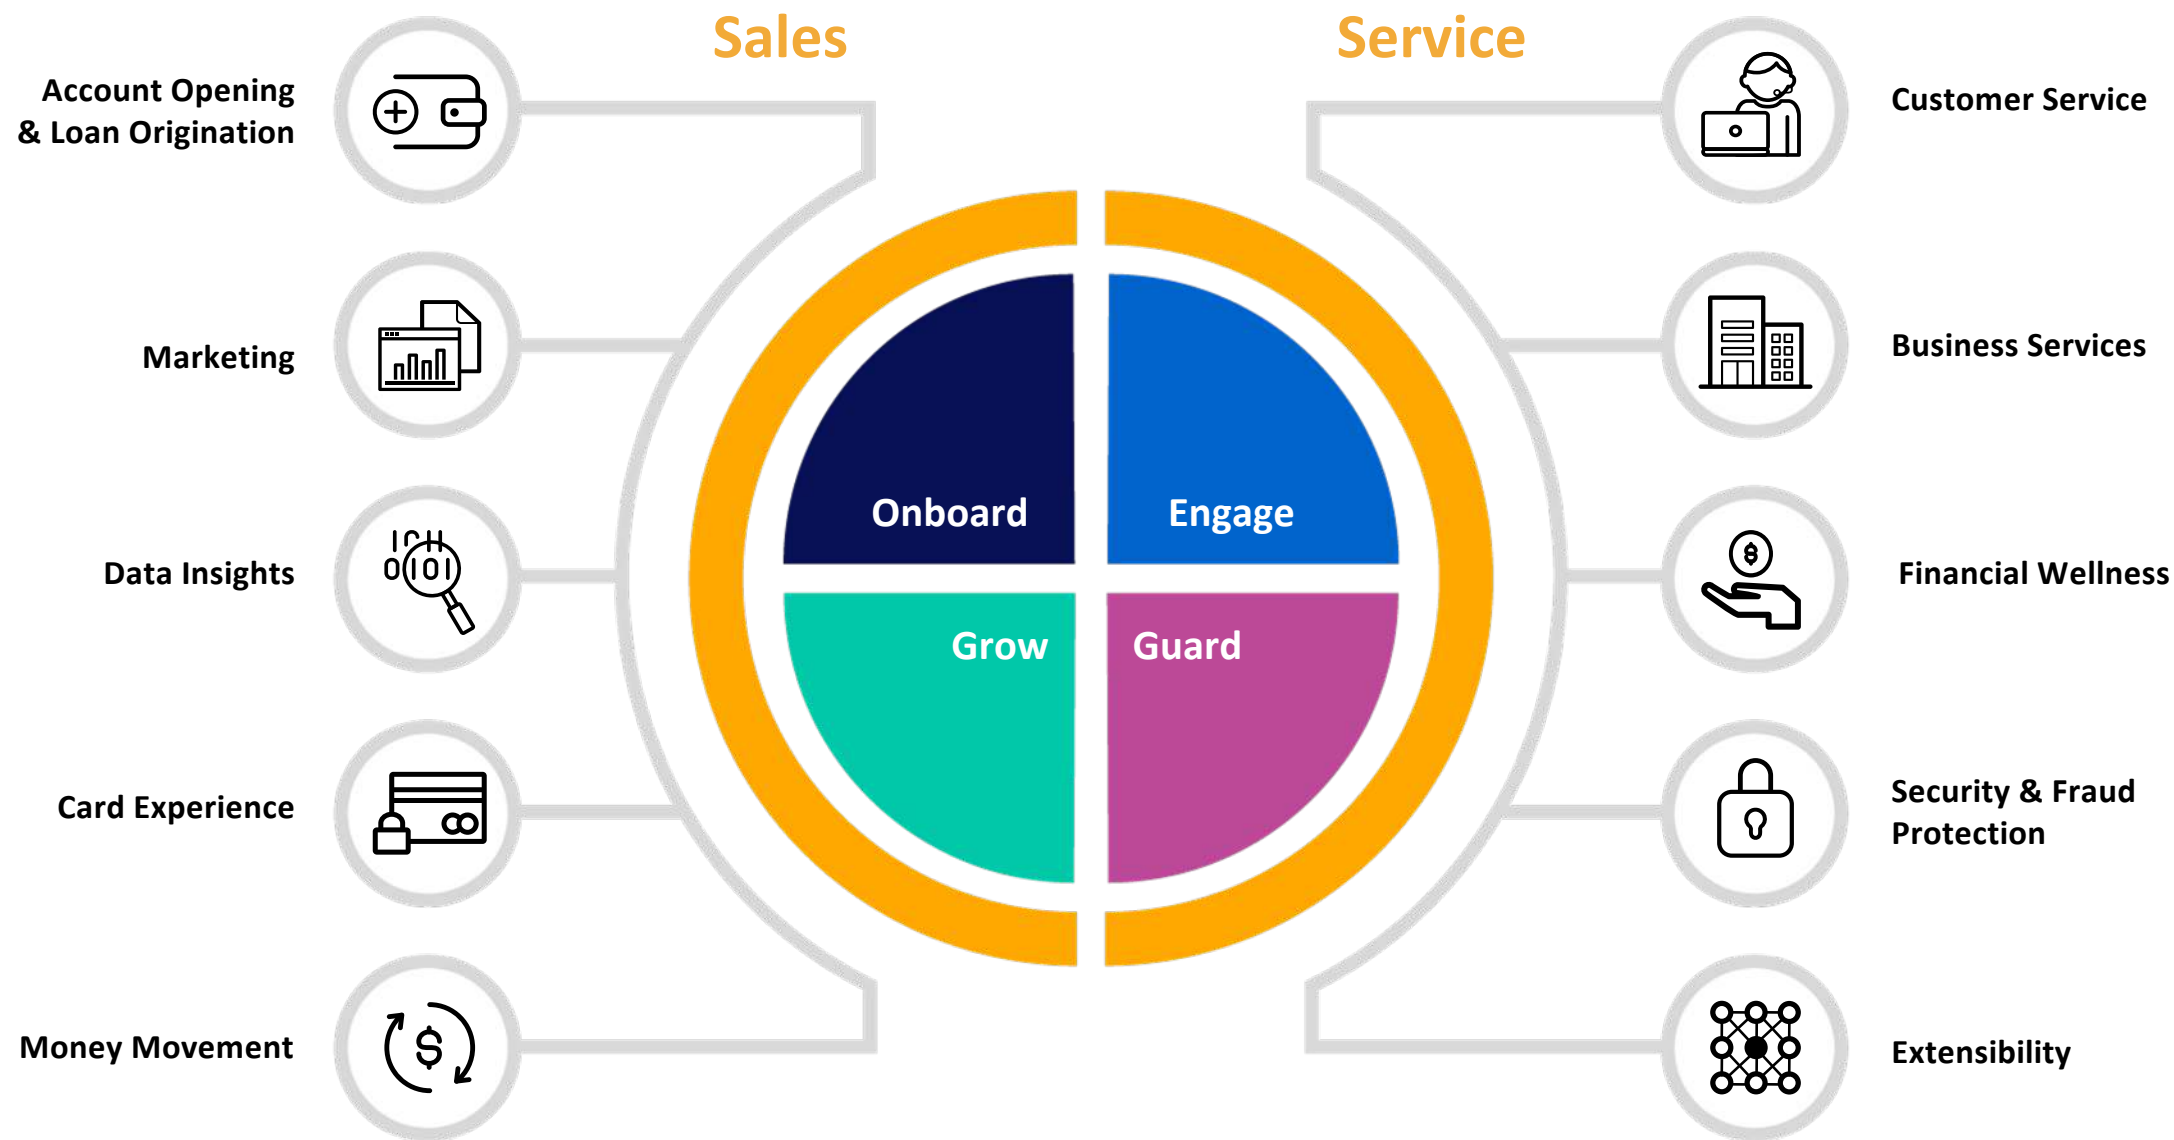 Sales
Service
Account Opening
& Loan Origination
Marketing
Data Insights
Card Experience
Money Movement
Onboard
Engage
Grow
Guard
Customer Service
Business Services
Financial Wellness
Security & Fraud
Protection
Extensibility